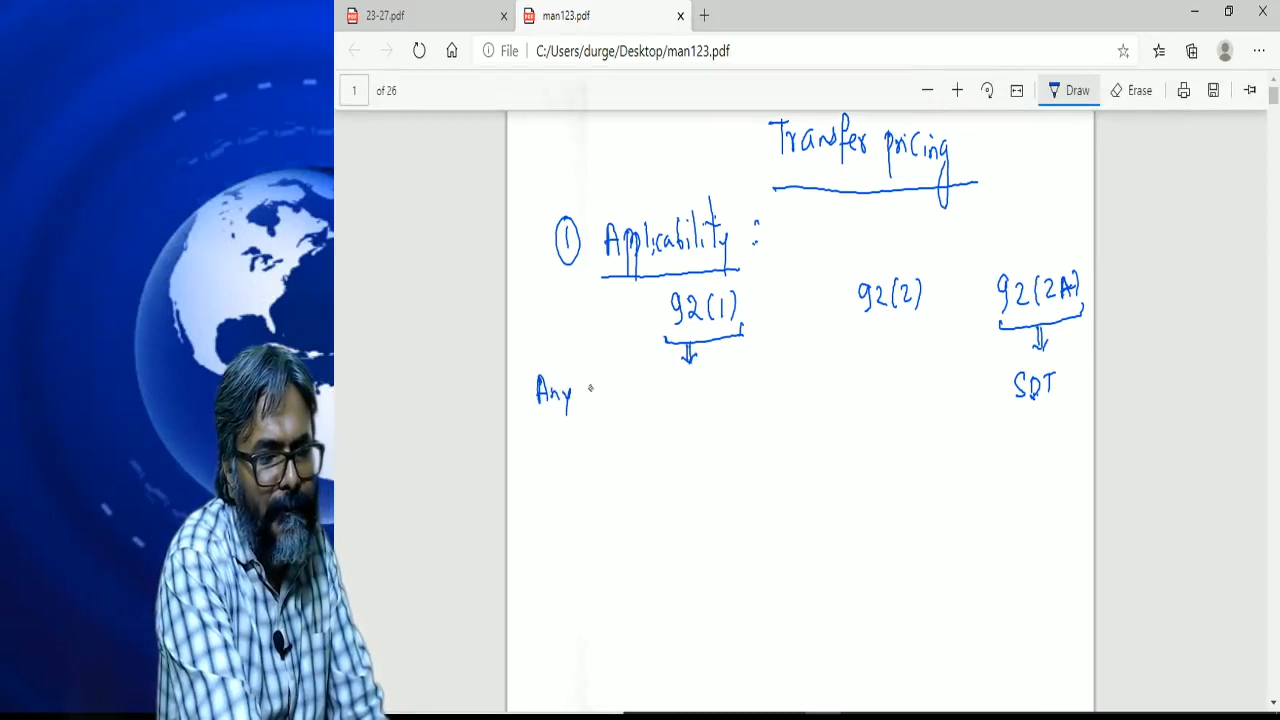 23-27.pdf
man123.pdf
File C:/Users/durge/Desktop/man123.pdf
1 of 26
Draw
Erase
Transfer pricing
① Applicability :
92(1) 92(2) 92(2A)
Any SDT